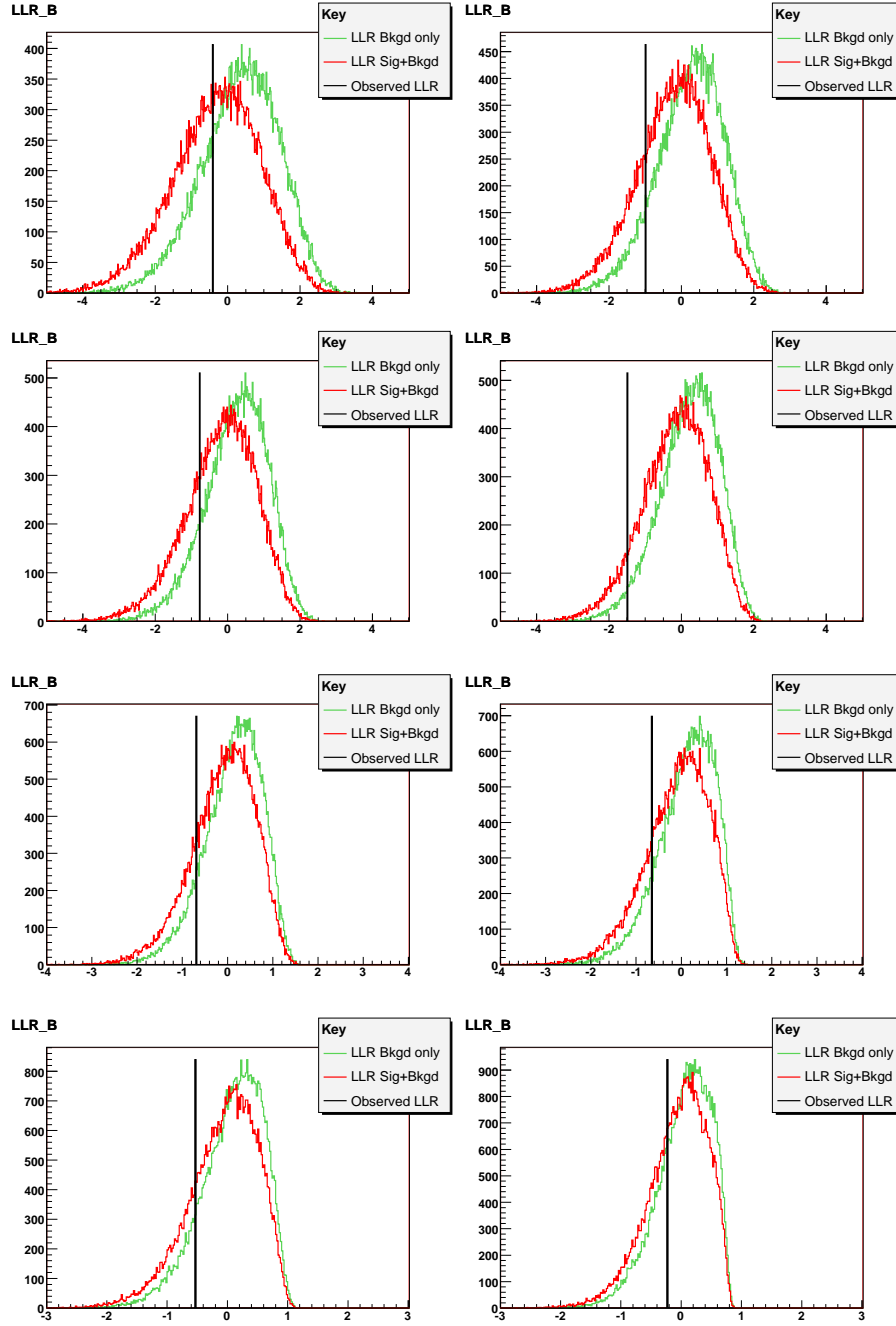 LLR_B
Key
LLR Bkgd only
LLR Sig+Bkgd
Observed LLR
400
350
300
250
200
150
100
50
0
-4 -2 0 2 4
LLR_B
Key
LLR Bkgd only
LLR Sig+Bkgd
Observed LLR
450
400
350
300
250
200
150
100
50
0
-4 -2 0 2 4
LLR_B
Key
LLR Bkgd only
LLR Sig+Bkgd
Observed LLR
500
400
300
200
100
0
-4 -2 0 2 4
LLR_B
Key
LLR Bkgd only
LLR Sig+Bkgd
Observed LLR
500
400
300
200
100
0
-4 -2 0 2 4
LLR_B
Key
LLR Bkgd only
LLR Sig+Bkgd
Observed LLR
700
600
500
400
300
200
100
0
-4 -3 -2 -1 0 1 2 3 4
LLR_B
Key
LLR Bkgd only
LLR Sig+Bkgd
Observed LLR
700
600
500
400
300
200
100
0
-4 -3 -2 -1 0 1 2 3 4
LLR_B
Key
LLR Bkgd only
LLR Sig+Bkgd
Observed LLR
800
700
600
500
400
300
200
100
0
-3 -2 -1 0 1 2 3
LLR_B
Key
LLR Bkgd only
LLR Sig+Bkgd
Observed LLR
900
800
700
600
500
400
300
200
100
0
-3 -2 -1 0 1 2 3